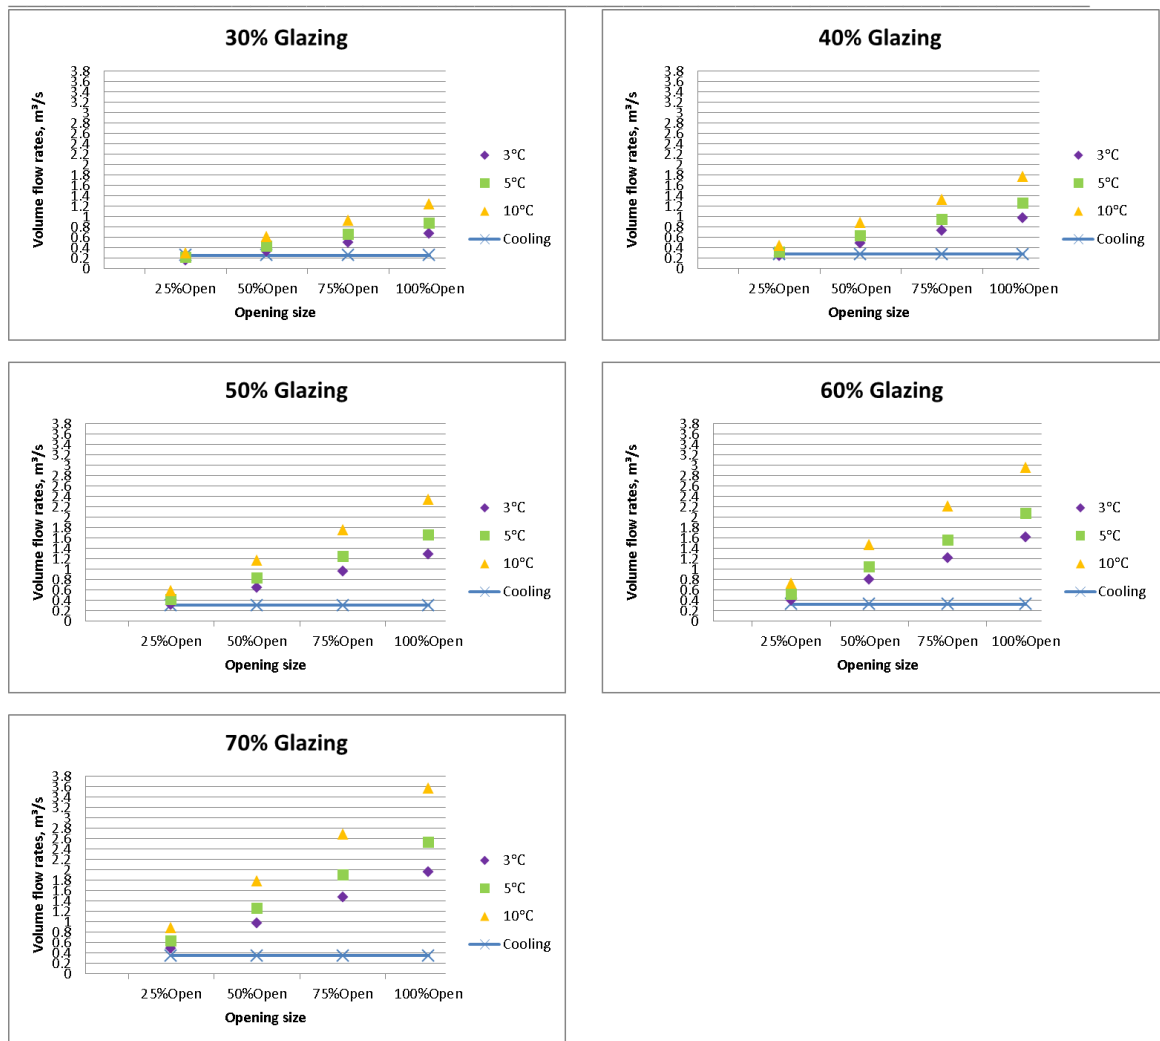 30% Glazing
Volume flow rates, m³/s
3.8
3.6
3.4
3.2
3
2.8
2.6
2.4
2.2
2
1.8
1.6
1.4
1.2
1
0.8
0.6
0.4
0.2
0
25%Open 50%Open 75%Open 100%Open
Opening size
3°C
5°C
10°C
Cooling
40% Glazing
Volume flow rates, m³/s
3.8
3.6
3.4
3.2
3
2.8
2.6
2.4
2.2
2
1.8
1.6
1.4
1.2
1
0.8
0.6
0.4
0.2
0
25%Open 50%Open 75%Open 100%Open
Opening size
3°C
5°C
10°C
Cooling
50% Glazing
Volume flow rates, m³/s
3.8
3.6
3.4
3.2
3
2.8
2.6
2.4
2.2
2
1.8
1.6
1.4
1.2
1
0.8
0.6
0.4
0.2
0
25%Open 50%Open 75%Open 100%Open
Opening size
3°C
5°C
10°C
Cooling
60% Glazing
Volume flow rates, m³/s
3.8
3.6
3.4
3.2
3
2.8
2.6
2.4
2.2
2
1.8
1.6
1.4
1.2
1
0.8
0.6
0.4
0.2
0
25%Open 50%Open 75%Open 100%Open
Opening size
3°C
5°C
10°C
Cooling
70% Glazing
Volume flow rates, m³/s
3.8
3.6
3.4
3.2
3
2.8
2.6
2.4
2.2
2
1.8
1.6
1.4
1.2
1
0.8
0.6
0.4
0.2
0
25%Open 50%Open 75%Open 100%Open
Opening size
3°C
5°C
10°C
Cooling